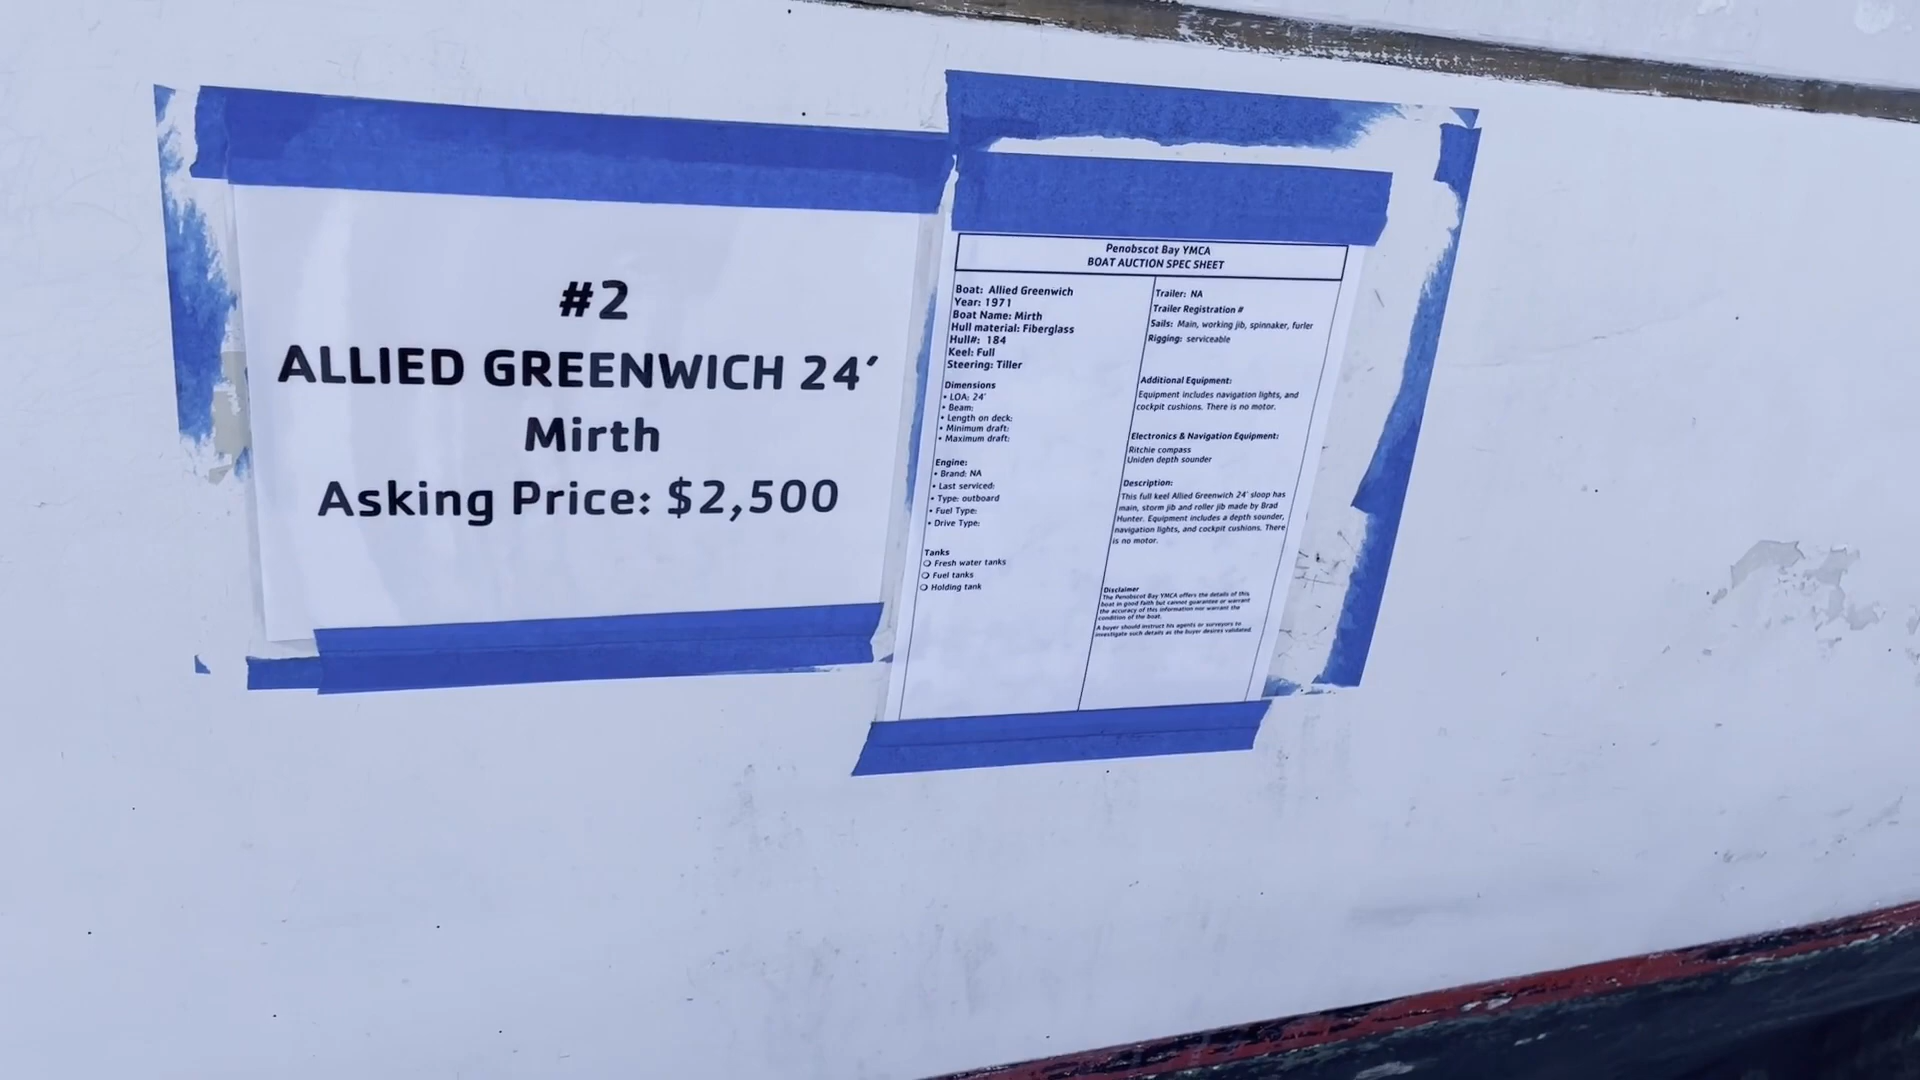 #2
ALLIED GREENWICH 24′
Mirth
Asking Price: $2,500
Penobscot Bay YMCA
BOAT AUCTION SPEC SHEET
Boat: Allied Greenwich
Year: 1971
Boat Name: Mirth
Hull material: Fiberglass
Hull#: 184
Keel: Full
Steering: Tiller
Dimensions
• LOA: 24'
• Beam:
• Length on deck:
• Minimum draft:
• Maximum draft:
Engine:
• Brand: NA
• Last serviced:
• Type: outboard
• Fuel Type:
• Drive Type:
Tanks
Fresh water tanks
Fuel tanks
Holding tank
Trailer: NA
Trailer Registration #
Sails: Main, working jib, spinnaker, furler
Rigging: serviceable
Additional Equipment:
Equipment includes navigation lights, and
cockpit cushions. There is no motor.
Electronics & Navigation Equipment:
Ritchie compass
Uniden depth sounder
Description:
This full keel Allied Greenwich 24' sloop has
main, storm jib and roller jib made by Brad
Hunter. Equipment includes a depth sounder,
navigation lights, and cockpit cushions. There
is no motor.
Disclaimer
The Penobscot Bay YMCA offers the details of this
boat in good faith but cannot guarantee or warrant
the accuracy of this information nor warrant the
condition of the boat.
A buyer should instruct his agents or surveyors to
investigate such details as the buyer desires validated.